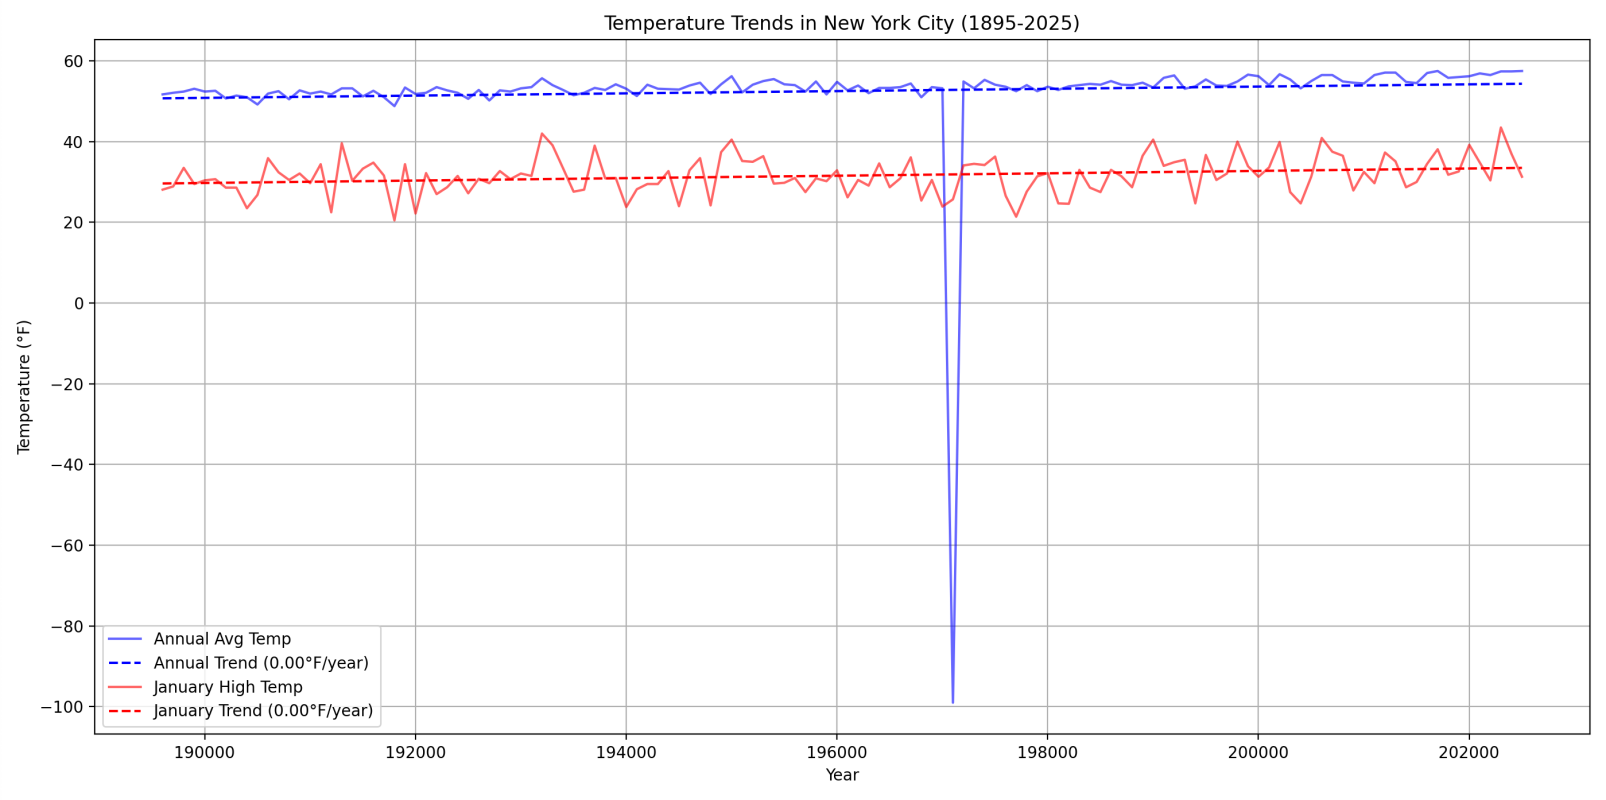 Temperature Trends in New York City (1895-2025)
60
40
20
0
−20
−40
−60
−80
−100
Temperature (°F)
Annual Avg Temp
Annual Trend (0.00°F/year)
January High Temp
January Trend (0.00°F/year)
190000 192000 194000 196000 198000 200000 202000
Year